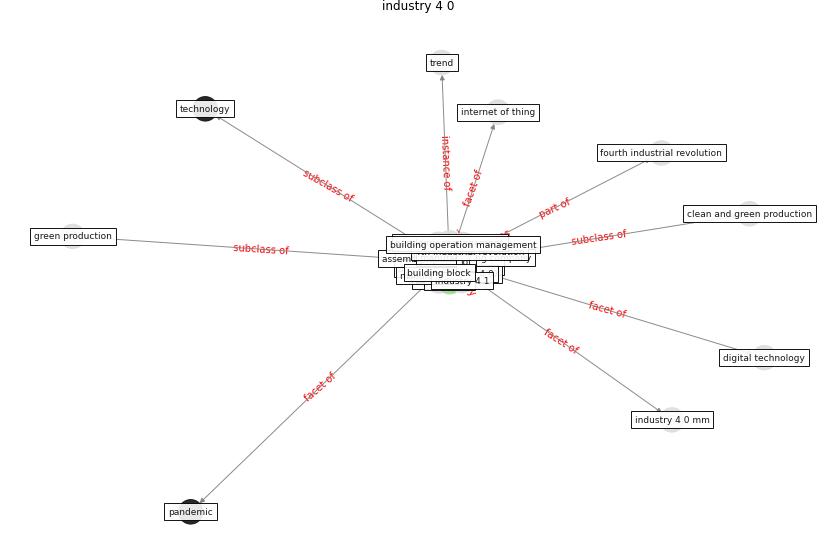 industry 4 0
trend
technology
internet of thing
instance of
fourth industrial revolution
subclass of
facet of
part of
clean and green production
green production
subclass of
subclass of
building operation management
building block
industry 4 1
facet of
digital technology
facet of
facet of
industry 4 0 mm
pandemic